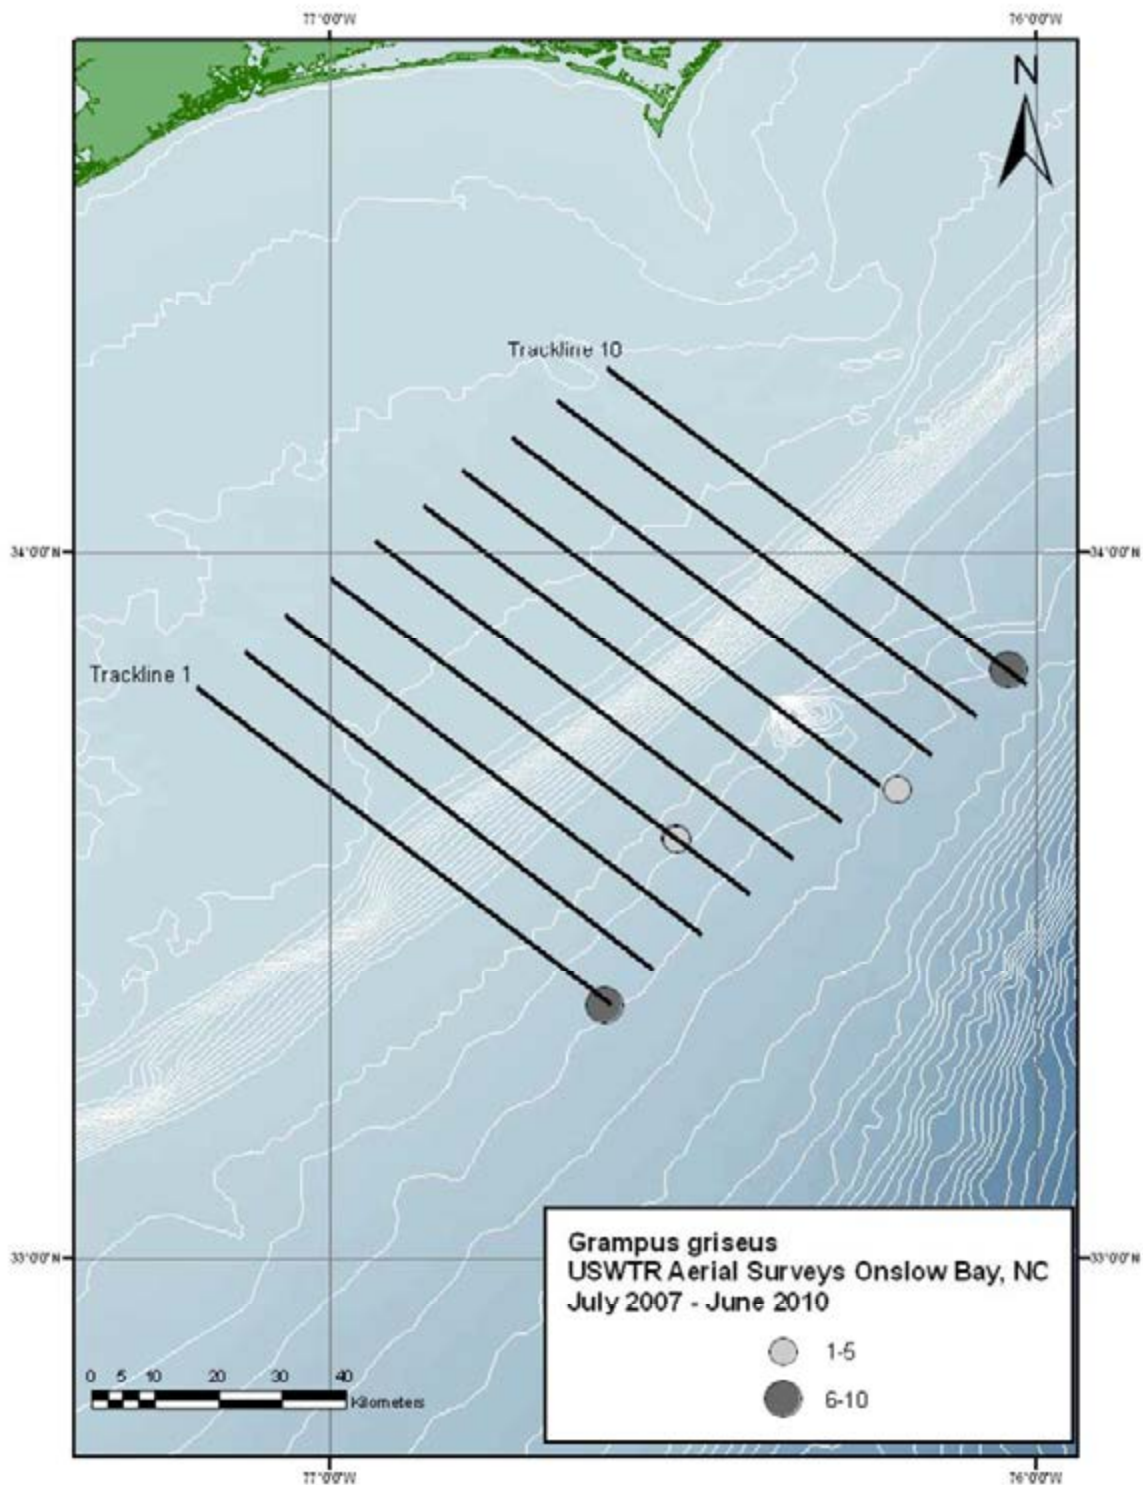 77°0'0"W 76°0'0"W
N
Trackline 10
34°0'0"N 34°0'0"N
Trackline 1
33°0'0"N 33°0'0"N
Grampus griseus
USWTR Aerial Surveys Onslow Bay, NC
July 2007 - June 2010
1-5
6-10
0 5 10 20 30 40
Kilometers
77°0'0"W 76°0'0"W